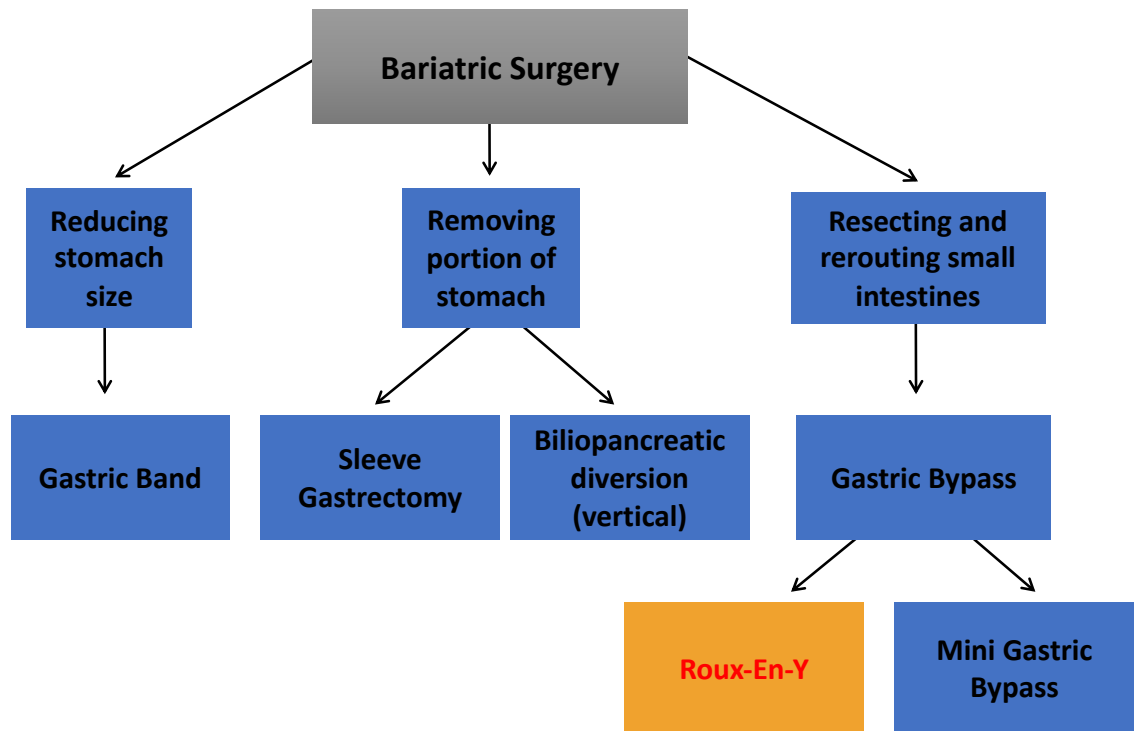 Bariatric Surgery
Reducing
stomach
size
Removing
portion of
stomach
Resecting and
rerouting small
intestines
Gastric Band
Sleeve
Gastrectomy
Biliopancreatic
diversion
(vertical)
Gastric Bypass
Roux-En-Y
Mini Gastric
Bypass